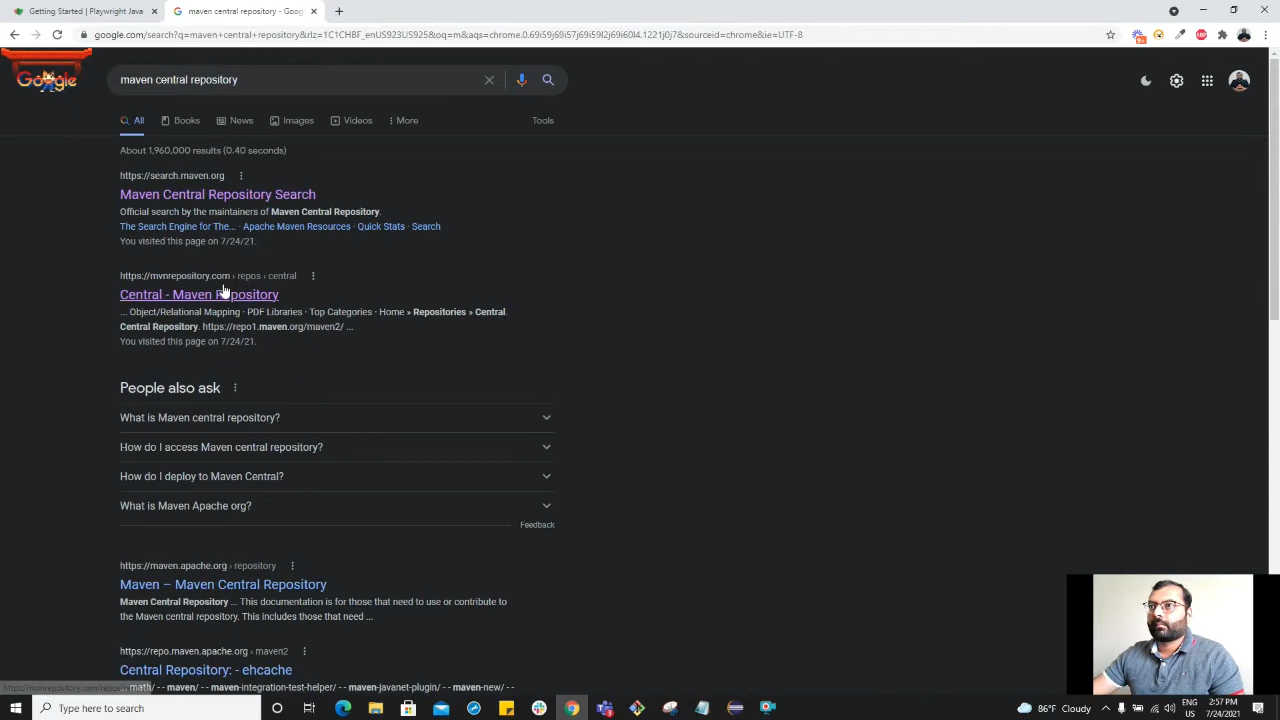 Getting Started | Playwright Java
maven central repository - Goog
google.com/search?q=maven+central+repository&rlz=1C1CHBF_enUS923US925&oq=m&aqs=chrome.0.69i59j69i57j69i59l2j69i60l4.1221j0j7&sourceid=chrome&ie=UTF-8
Google
maven central repository
All
Books
News
Images
Videos
More
Tools
About 1,960,000 results (0.40 seconds)
https://search.maven.org
Maven Central Repository Search
Official search by the maintainers of Maven Central Repository.
The Search Engine for The... · Apache Maven Resources · Quick Stats · Search
You visited this page on 7/24/21.
https://mvnrepository.com › repos › central
Central - Maven Repository
... Object/Relational Mapping · PDF Libraries · Top Categories · Home » Repositories » Central.
Central Repository. https://repo1.maven.org/maven2/ ...
You visited this page on 7/24/21.
People also ask
What is Maven central repository?
How do I access Maven central repository?
How do I deploy to Maven Central?
What is Maven Apache org?
Feedback
https://maven.apache.org › repository
Maven – Maven Central Repository
Maven Central Repository ... This documentation is for those that need to use or contribute to
the Maven central repository. This includes those that need ...
https://repo.maven.apache.org › maven2
Central Repository: - ehcache
math/ -- maven/ -- maven-integration-test-helper/ -- maven-javanet-plugin/ -- maven-new/ --
Type here to search
86°F Cloudy
ENG
US
2:57 PM
7/24/2021